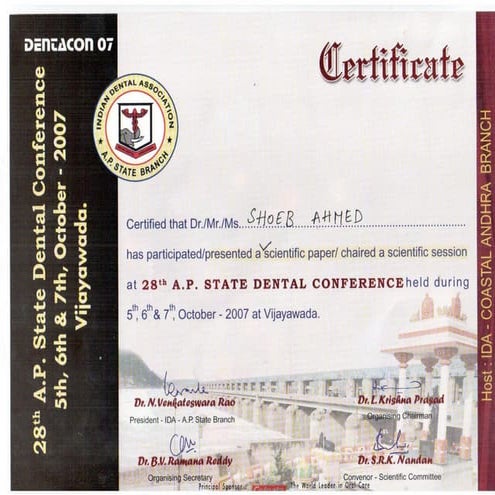 DENTACON 07
28th A.P. State Dental Conference
5th, 6th & 7th, October - 2007
Vijayawada.
INDIAN DENTAL ASSOCIATION
A.P. STATE BRANCH
Certificate
Certified that Dr./Mr./Ms. SHOEB AHMED
has participated/presented a scientific paper/ chaired a scientific session
at 28th A.P. STATE DENTAL CONFERENCE held during
5th, 6th & 7th, October - 2007 at Vijayawada.
Dr. N.Venkateswara Rao
President - IDA - A.P. State Branch
Dr. L.Krishna Prasad
Organising Chairman
Dr. B.V. Ramana Reddy
Organising Secretary
Dr. S.R.K. Nandan
Convenor - Scientific Committee
Principal Sponsor:
The World Leader in Oral Care
Host : IDA - COASTAL ANDHRA BRANCH